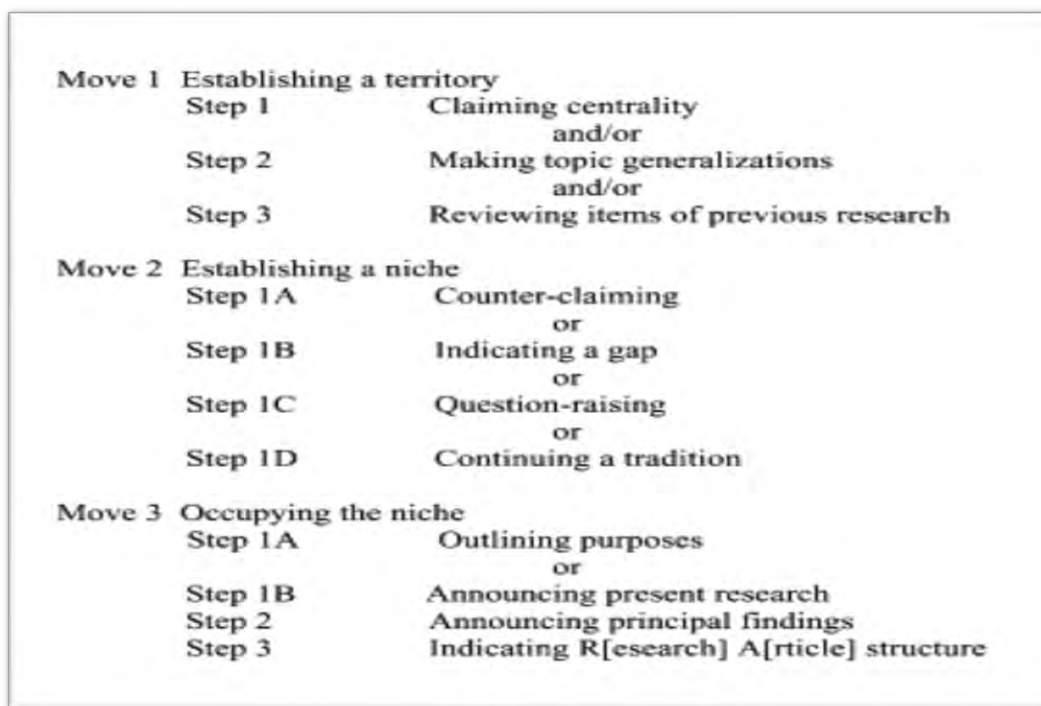 Move 1 Establishing a territory
Step 1 Claiming centrality
and/or
Step 2 Making topic generalizations
and/or
Step 3 Reviewing items of previous research
Move 2 Establishing a niche
Step 1A Counter-claiming
or
Step 1B Indicating a gap
or
Step 1C Question-raising
or
Step 1D Continuing a tradition
Move 3 Occupying the niche
Step 1A Outlining purposes
or
Step 1B Announcing present research
Step 2 Announcing principal findings
Step 3 Indicating R[esearch] A[rticle] structure